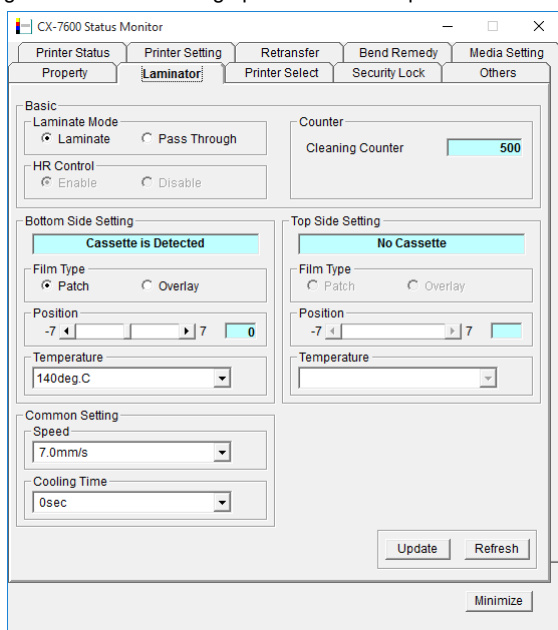 CX-7600 Status Monitor
Printer Status Printer Setting Retransfer Bend Remedy Media Setting
Property Laminator Printer Select Security Lock Others
Basic
Laminate Mode
Laminate Pass Through
HR Control
Enable Disable
Counter
Cleaning Counter 500
Bottom Side Setting
Cassette is Detected
Film Type
Patch Overlay
Position
-7 7 0
Temperature
140deg.C
Top Side Setting
No Cassette
Film Type
Patch Overlay
Position
-7 7
Temperature
Common Setting
Speed
7.0mm/s
Cooling Time
0sec
Update Refresh
Minimize